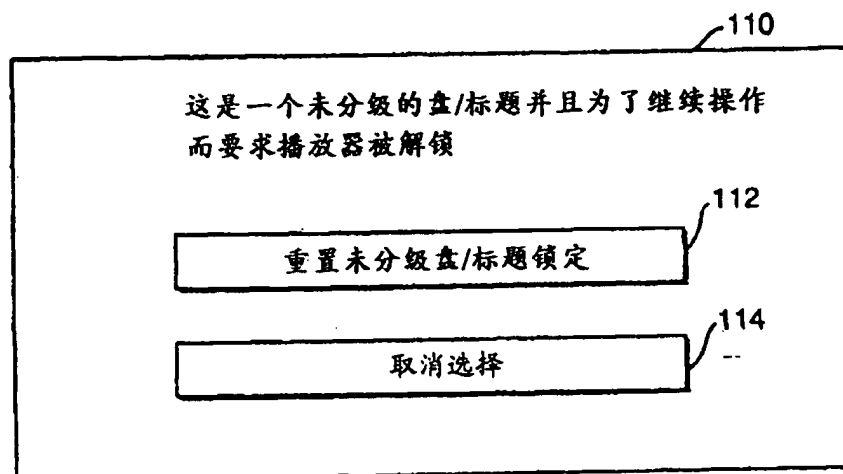 110
这是一个未分级的盘/标题并且为了继续操作
而要求播放器被解锁
112
重置未分级盘/标题锁定
114
取消选择